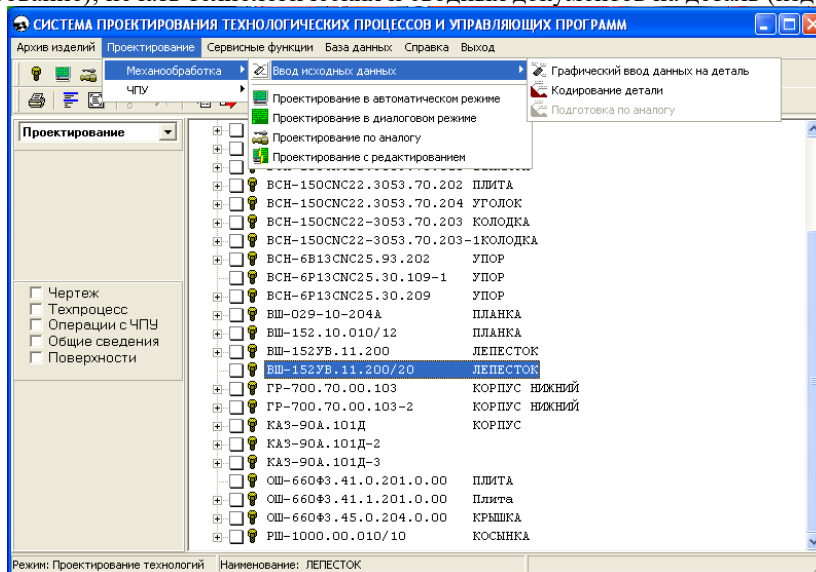 СИСТЕМА ПРОЕКТИРОВАНИЯ ТЕХНОЛОГИЧЕСКИХ ПРОЦЕССОВ И УПРАВЛЯЮЩИХ ПРОГРАММ
Архив изделий Проектирование Сервисные функции База данных Справка Выход
Механообработка Ввод исходных данных Графический ввод данных на деталь
ЧПУ Проектирование в автоматическом режиме Кодирование детали
Проектирование в диалоговом режиме Подготовка по аналогу
Проектирование по аналогу
Проектирование с редактированием
Проектирование
ВСН-150CNC22.3053.70.202 ПЛИТА
ВСН-150CNC22.3053.70.204 УГОЛОК
ВСН-150CNC22-3053.70.203 КОЛОДКА
ВСН-150CNC22-3053.70.203-1КОЛОДКА
ВСН-6В13CNC25.93.202 УПОР
ВСН-6Р13CNC25.30.109-1 УПОР
ВСН-6Р13CNC25.30.209 УПОР
ВШ-029-10-204А ПЛАНКА
ВШ-152.10.010/12 ПЛАНКА
ВШ-152УВ.11.200 ЛЕПЕСТОК
ВШ-152УВ.11.200/20 ЛЕПЕСТОК
ГР-700.70.00.103 КОРПУС НИЖНИЙ
ГР-700.70.00.103-2 КОРПУС НИЖНИЙ
КАЗ-90А.101Д КОРПУС
КАЗ-90А.101Д-2
КАЗ-90А.101Д-3
ОШ-660Ф3.41.0.201.0.00 ПЛИТА
ОШ-660Ф3.41.1.201.0.00 Плита
ОШ-660Ф3.45.0.204.0.00 КРЫШКА
РШ-1000.00.010/10 КОСЫНКА
Чертеж
Техпроцесс
Операции с ЧПУ
Общие сведения
Поверхности
Режим: Проектирование технологий Наименование: ЛЕПЕСТОК